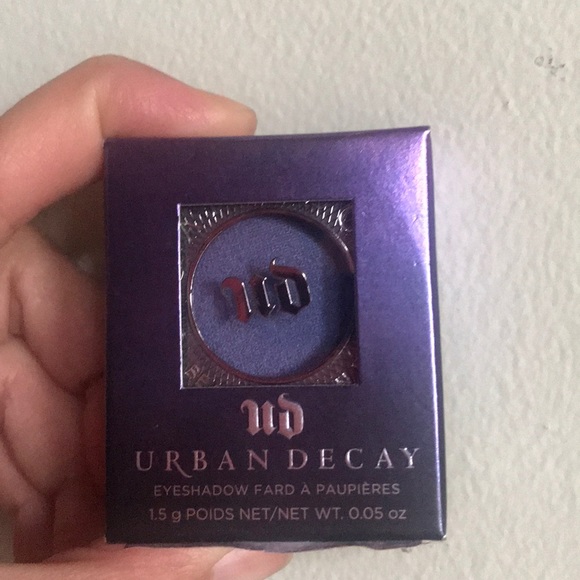 UD
UD
URBAN DECAY
EYESHADOW FARD À PAUPIÈRES
1.5 g POIDS NET/NET WT. 0.05 oz